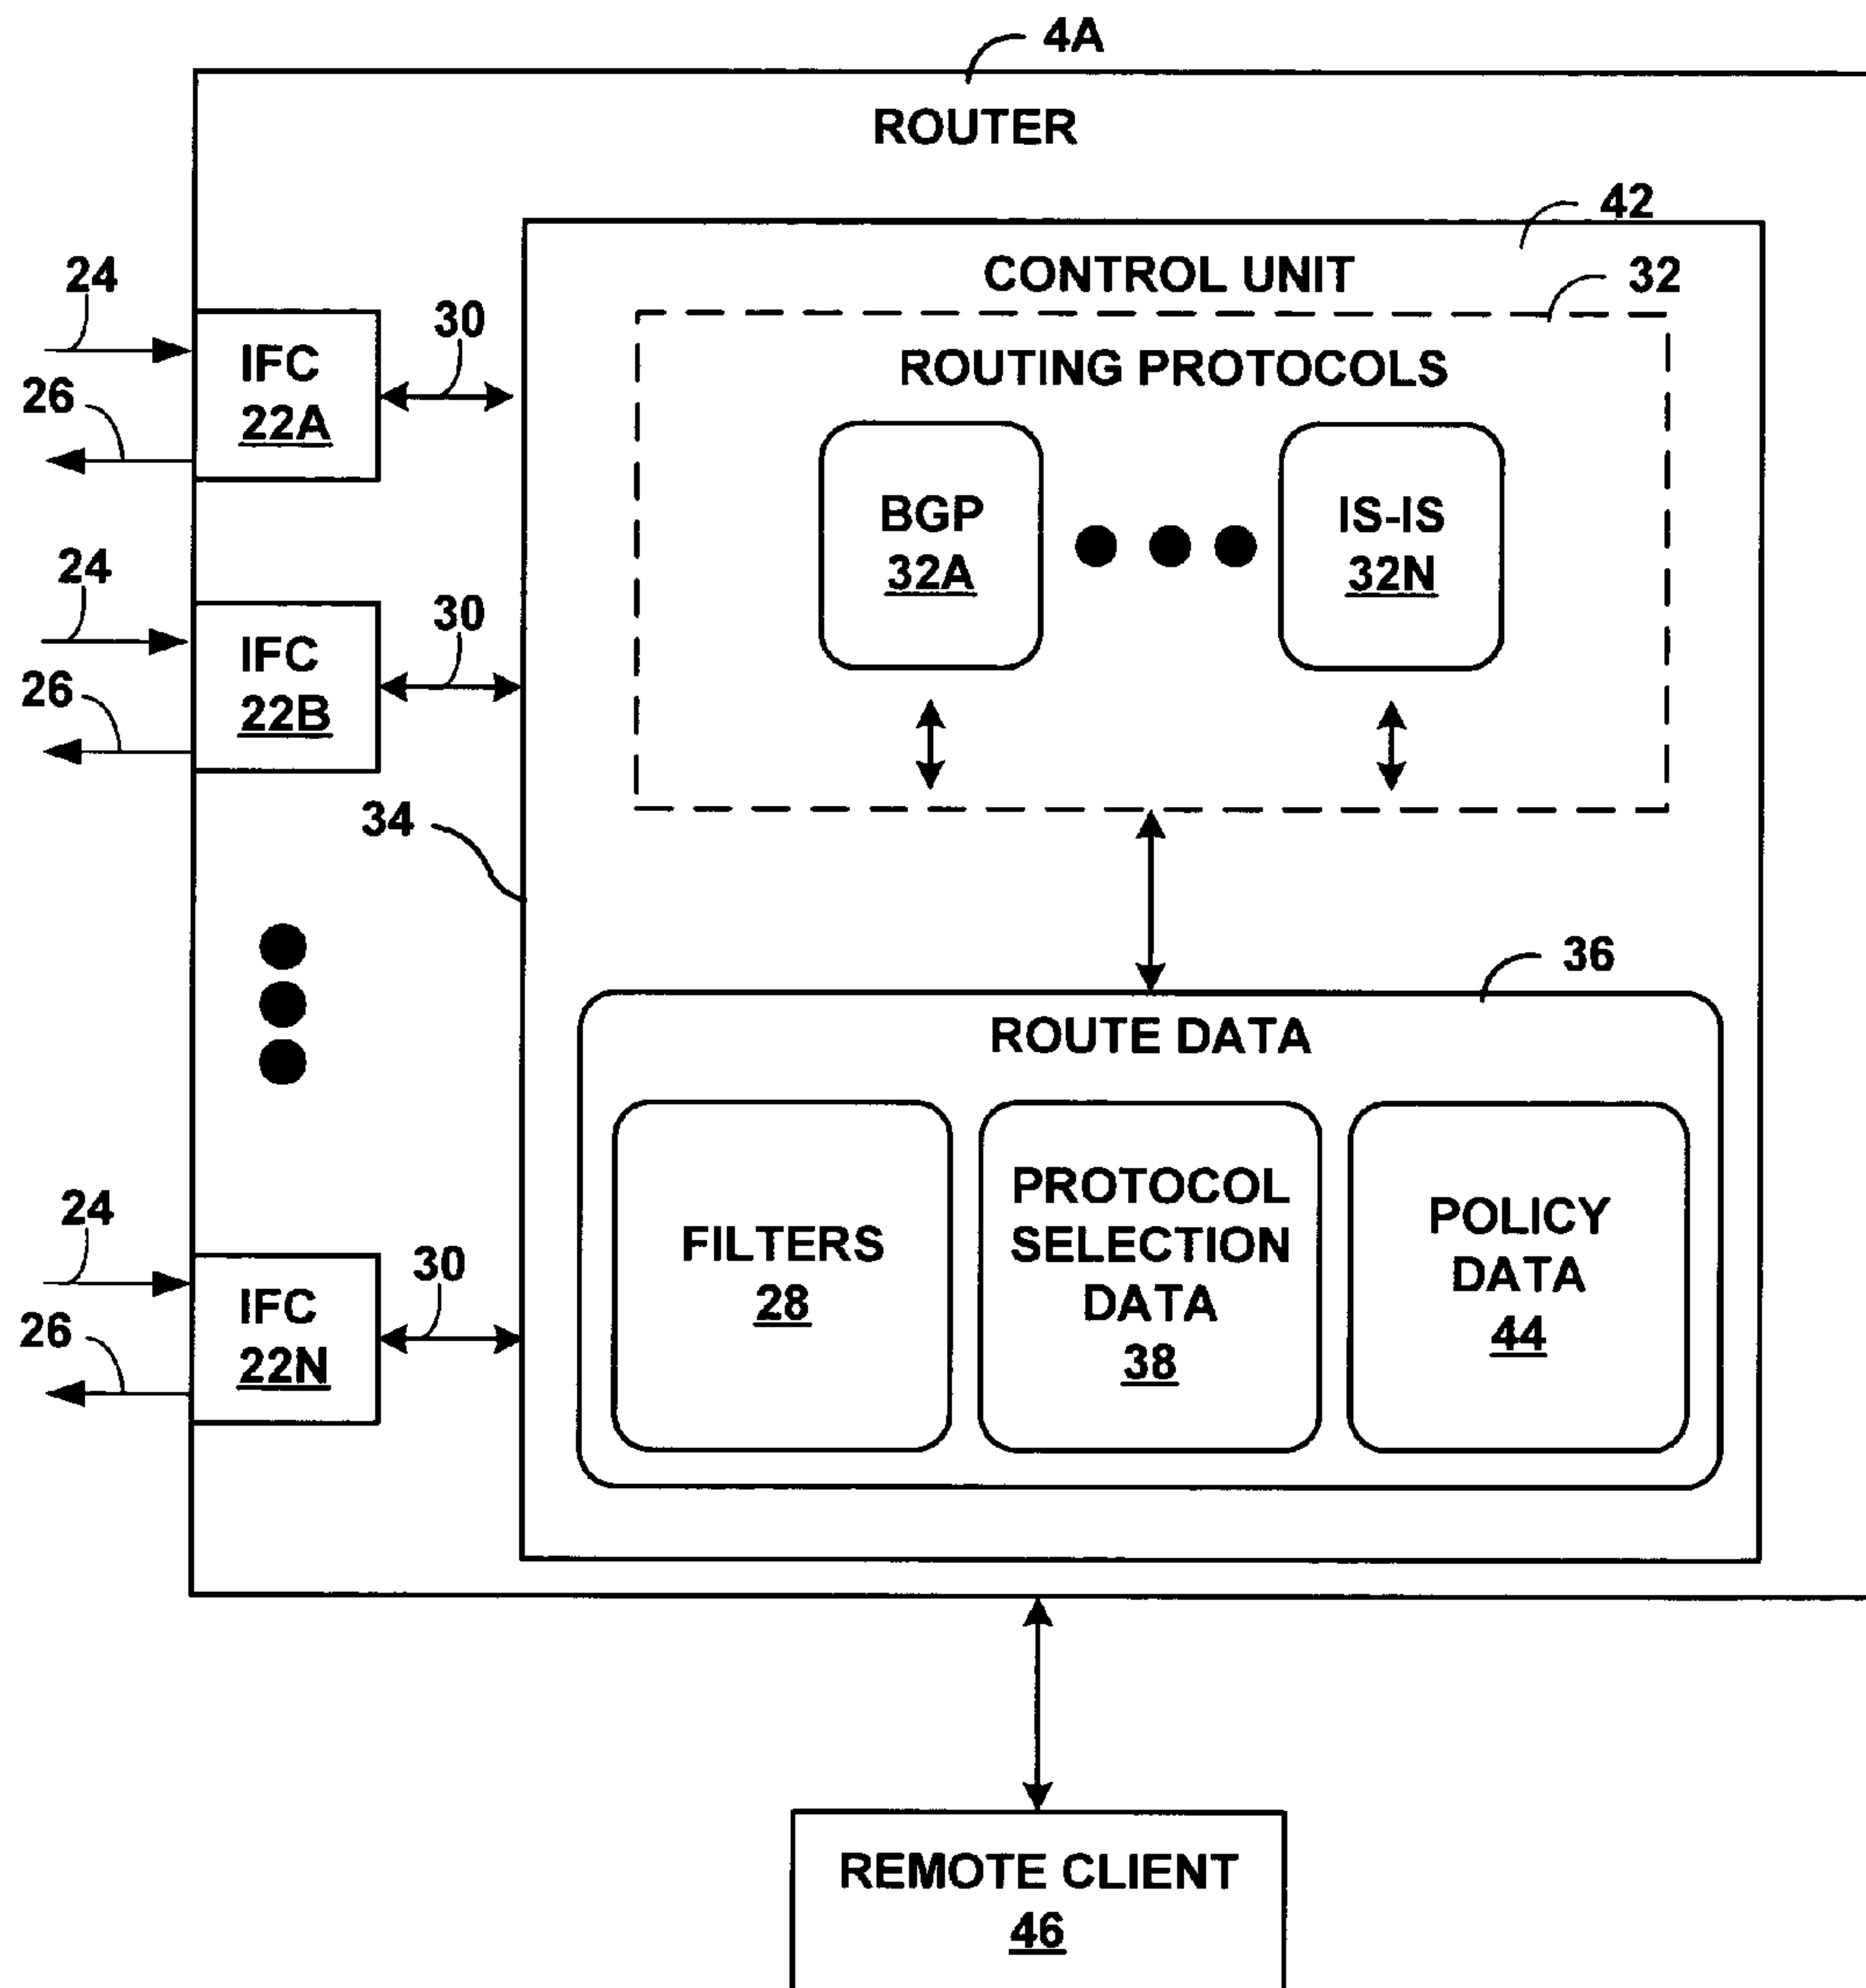 4A
ROUTER
42
CONTROL UNIT
32
ROUTING PROTOCOLS
BGP
32A
IS-IS
32N
24
26
IFC
22A
30
24
26
IFC
22B
30
34
36
ROUTE DATA
FILTERS
28
PROTOCOL
SELECTION
DATA
38
POLICY
DATA
44
24
26
IFC
22N
30
REMOTE CLIENT
46